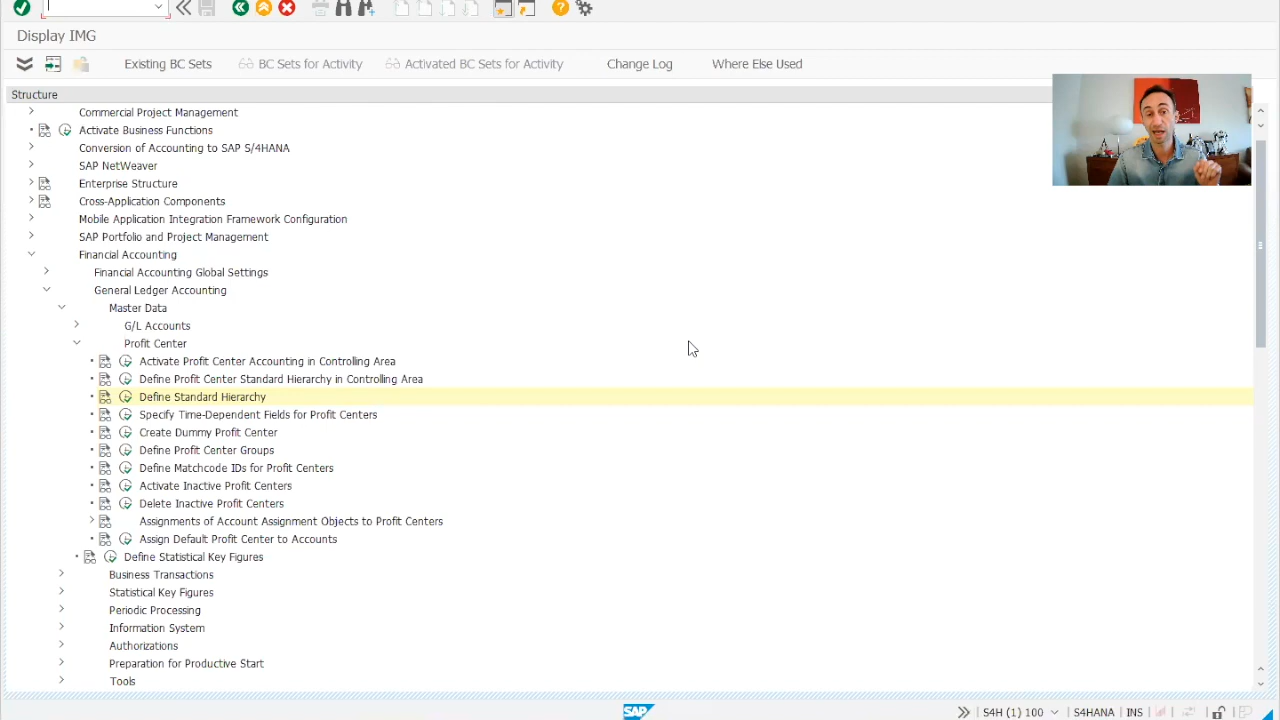 Display IMG
Existing BC Sets BC Sets for Activity Activated BC Sets for Activity Change Log Where Else Used
Structure
Commercial Project Management
Activate Business Functions
Conversion of Accounting to SAP S/4HANA
SAP NetWeaver
Enterprise Structure
Cross-Application Components
Mobile Application Integration Framework Configuration
SAP Portfolio and Project Management
Financial Accounting
Financial Accounting Global Settings
General Ledger Accounting
Master Data
G/L Accounts
Profit Center
Activate Profit Center Accounting in Controlling Area
Define Profit Center Standard Hierarchy in Controlling Area
Define Standard Hierarchy
Specify Time-Dependent Fields for Profit Centers
Create Dummy Profit Center
Define Profit Center Groups
Define Matchcode IDs for Profit Centers
Activate Inactive Profit Centers
Delete Inactive Profit Centers
Assignments of Account Assignment Objects to Profit Centers
Assign Default Profit Center to Accounts
Define Statistical Key Figures
Business Transactions
Statistical Key Figures
Periodic Processing
Information System
Authorizations
Preparation for Productive Start
Tools
SAP S4H (1) 100 S4HANA INS